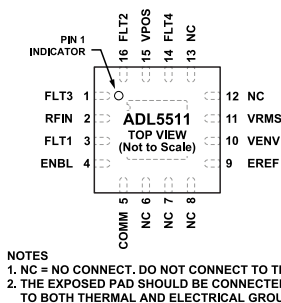 PIN 1
INDICATOR
16 FLT2
15 VPOS
14 FLT4
13 NC
FLT3 1
RFIN 2
FLT1 3
ENBL 4
ADL5511
TOP VIEW
(Not to Scale)
12 NC
11 VRMS
10 VENV
9 EREF
COMM 5
NC 6
NC 7
NC 8
NOTES
1. NC = NO CONNECT. DO NOT CONNECT TO
2. THE EXPOSED PAD SHOULD BE CONNECTE
TO BOTH THERMAL AND ELECTRICAL GROU